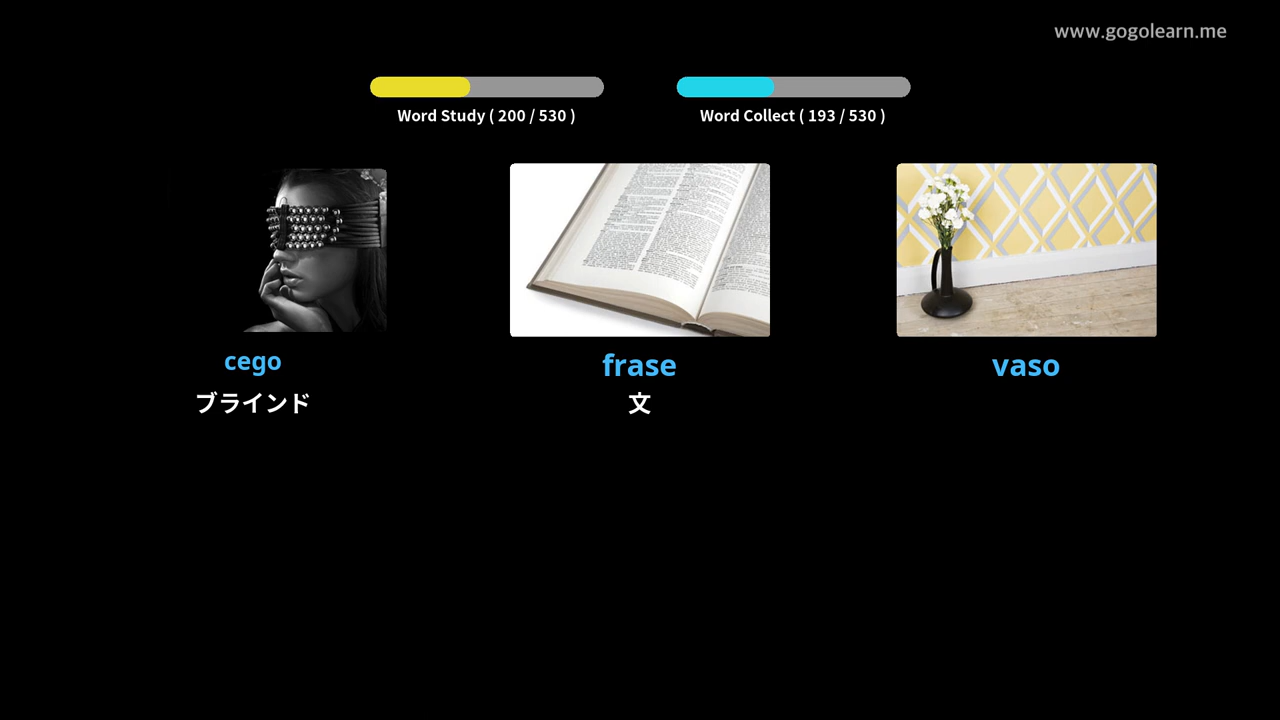 www.gogolearn.me
Word Study ( 200 / 530 )
Word Collect ( 193 / 530 )
cego
ブラインド
frase
文
vaso